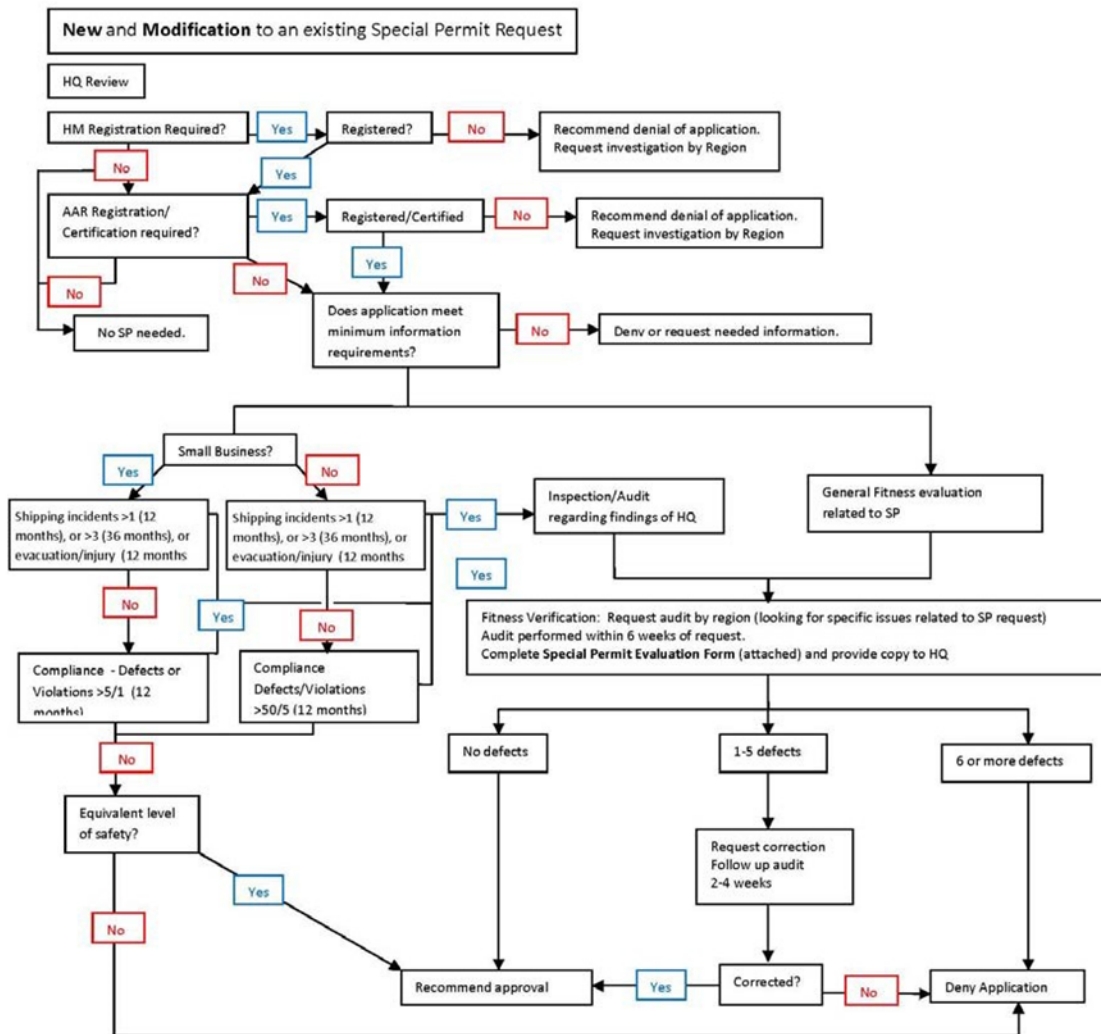 New and Modification to an existing Special Permit Request
HQ Review
HM Registration Required?
Yes
Registered?
No
Recommend denial of application.
Request investigation by Region
No
Yes
AAR Registration/
Certification required?
Yes
Registered/Certified
No
Recommend denial of application.
Request investigation by Region
No
No
Yes
No SP needed.
Does application meet
minimum information
requirements?
No
Denv or request needed information.
Small Business?
Yes
No
Shipping incidents >1 (12
months), or >3 (36 months), or
evacuation/injury (12 months
Shipping incidents >1 (12
months), or >3 (36 months), or
evacuation/injury (12 months
Yes
Inspection/Audit
regarding findings of HQ
General Fitness evaluation
related to SP
Yes
No
Yes
No
Fitness Verification: Request audit by region (looking for specific issues related to SP request)
Audit performed within 6 weeks of request.
Complete Special Permit Evaluation Form (attached) and provide copy to HQ
Compliance - Defects or
Violations >5/1 (12
months)
Compliance
Defects/Violations
>50/5 (12 months)
No
No defects
1-5 defects
6 or more defects
Equivalent level
of safety?
Request correction
Follow up audit
2-4 weeks
Yes
No
Recommend approval
Yes
Corrected?
No
Deny Application